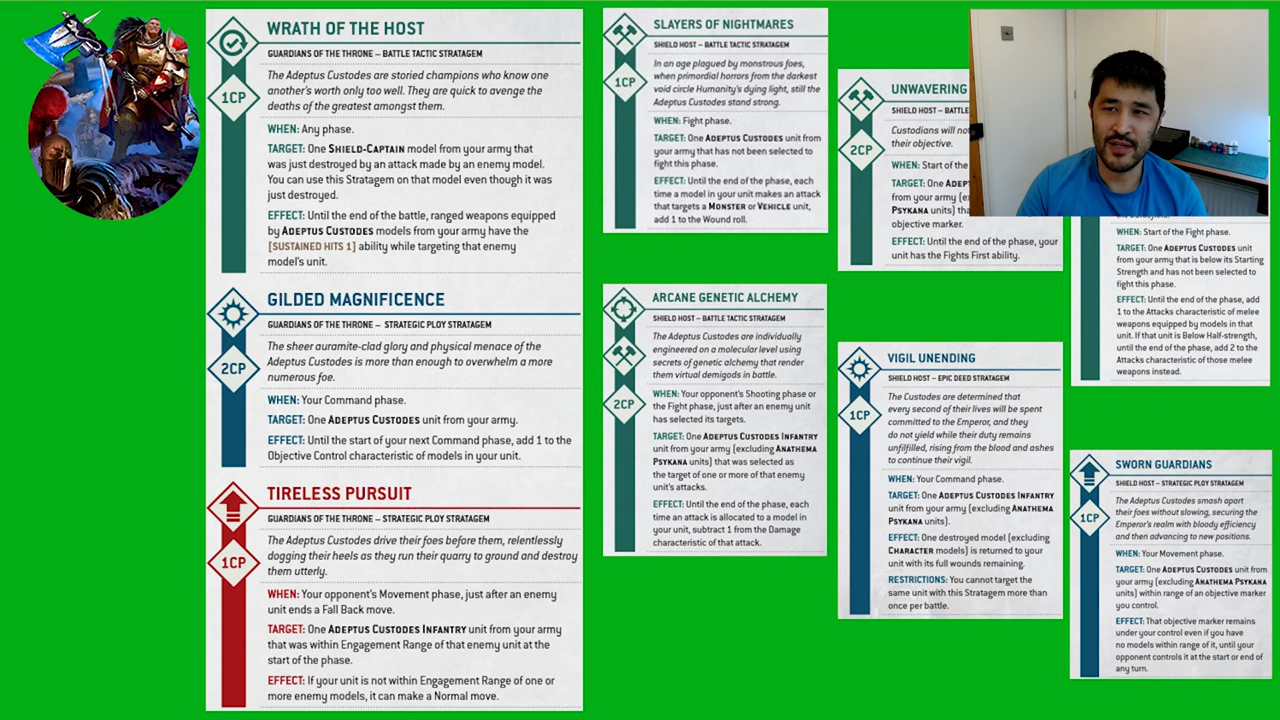 WRATH OF THE HOST
GUARDIANS OF THE THRONE – BATTLE TACTIC STRATAGEM
The Adeptus Custodes are storied champions who know one
another's worth only too well. They are quick to avenge the
deaths of the greatest amongst them.
1CP
WHEN: Any phase.
TARGET: One SHIELD-CAPTAIN model from your army that
was just destroyed by an attack made by an enemy model.
You can use this Stratagem on that model even though it was
just destroyed.
EFFECT: Until the end of the battle, ranged weapons equipped
by ADEPTUS CUSTODES models from your army have the
[SUSTAINED HITS 1] ability while targeting that enemy
model's unit.
GILDED MAGNIFICENCE
GUARDIANS OF THE THRONE – STRATEGIC PLOY STRATAGEM
The sheer auramite-clad glory and physical menace of the
Adeptus Custodes is more than enough to overwhelm a more
numerous foe.
2CP
WHEN: Your Command phase.
TARGET: One ADEPTUS CUSTODES unit from your army.
EFFECT: Until the start of your next Command phase, add 1 to the
Objective Control characteristic of models in your unit.
TIRELESS PURSUIT
GUARDIANS OF THE THRONE – STRATEGIC PLOY STRATAGEM
The Adeptus Custodes drive their foes before them, relentlessly
dogging their heels as they run their quarry to ground and destroy
them utterly.
1CP
WHEN: Your opponent's Movement phase, just after an enemy
unit ends a Fall Back move.
TARGET: One ADEPTUS CUSTODES INFANTRY unit from your army
that was within Engagement Range of that enemy unit at the
start of the phase.
EFFECT: If your unit is not within Engagement Range of one or
more enemy models, it can make a Normal move.
SLAYERS OF NIGHTMARES
SHIELD HOST – BATTLE TACTIC STRATAGEM
In an age plagued by monstrous foes,
when primordial horrors from the darkest
void circle Humanity's dying light, still the
Adeptus Custodes stand strong.
1CP
WHEN: Fight phase.
TARGET: One ADEPTUS CUSTODES unit from
your army that has not been selected to
fight this phase.
EFFECT: Until the end of the phase, each
time a model in your unit makes an attack
that targets a MONSTER or VEHICLE unit,
add 1 to the Wound roll.
ARCANE GENETIC ALCHEMY
SHIELD HOST – BATTLE TACTIC STRATAGEM
The Adeptus Custodes are individually
engineered on a molecular level using
secrets of genetic alchemy that render
them virtual demigods in battle.
2CP
WHEN: Your opponent's Shooting phase or
the Fight phase, just after an enemy unit
has selected its targets.
TARGET: One ADEPTUS CUSTODES INFANTRY
unit from your army (excluding ANATHEMA
PSYKANA units) that was selected as
the target of one or more of that enemy
unit's attacks.
EFFECT: Until the end of the phase, each
time an attack is allocated to a model in
your unit, subtract 1 from the Damage
characteristic of that attack.
UNWAVERING
SHIELD HOST – BATTLE
Custodians will
their objective.
2CP
WHEN: Start of the
TARGET: One
from your army
PSYKANA units)
objective marker.
EFFECT: Until the end of the phase, your
unit has the Fights First ability.
VIGIL UNENDING
SHIELD HOST – EPIC DEED STRATAGEM
The Custodes are determined that
every second of their lives will be spent
committed to the Emperor, and they
do not yield while their duty remains
unfilfilled, rising from the blood and ashes
to continue their vigil.
1CP
WHEN: Your Command phase.
TARGET: One ADEPTUS CUSTODES INFANTRY
unit from your army (excluding ANATHEMA
PSYKANA units).
EFFECT: One destroyed model (excluding
CHARACTER models) is returned to your
unit with its full wounds remaining.
RESTRICTIONS: You cannot target the
same unit with this Stratagem more than
once per battle.
WHEN: Start of the Fight phase.
TARGET: One ADEPTUS CUSTODES unit
from your army that is below its Starting
Strength and has not been selected to
fight this phase.
EFFECT: Until the end of the phase, add
1 to the Attacks characteristic of melee
weapons equipped by models in that
unit. If that unit is Below Half-strength,
until the end of the phase, add 2 to the
Attacks characteristic of those melee
weapons instead.
SWORN GUARDIANS
SHIELD HOST – STRATEGIC PLOY STRATAGEM
The Adeptus Custodes smash apart
their foes without slowing, securing the
Emperor's realm with bloody efficiency
and then advancing to new positions.
1CP
WHEN: Your Movement phase.
TARGET: One ADEPTUS CUSTODES unit from
your army (excluding ANATHEMA PSYKANA
units) within range of an objective marker
you control.
EFFECT: That objective marker remains
under your control even if you have
no models within range of it, until your
opponent controls it at the start or end of
any turn.